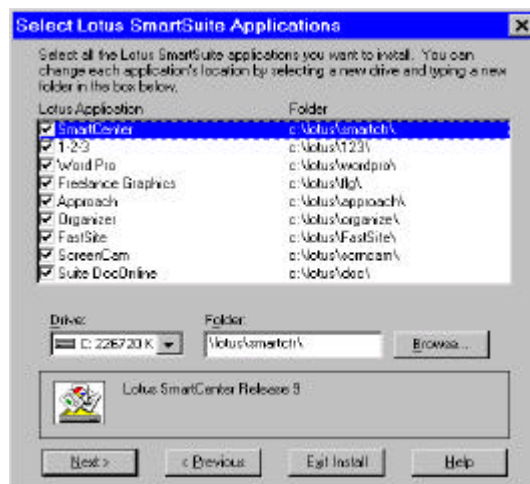 Select Lotus SmartSuite Applications
Select all the Lotus SmartSuite applications you want to install. You can
change each application's location by selecting a new drive and typing a new
folder in the box below.
Lotus Application Folder
SmartCenter c:\lotus\smartctr\
1-2-3 c:\lotus\123\
Word Pro c:\lotus\wordpro\
Freelance Graphics c:\lotus\flg\
Approach c:\lotus\approach\
Organizer c:\lotus\organize\
FastSite c:\lotus\FastSite\
ScreenCam c:\lotus\scrncam\
Suite DocOnline c:\lotus\doc\
Drive: Folder:
C: 226720 K \lotus\smartctr\ Browse...
Lotus SmartCenter Release 9
Next > < Previous Exit Install Help